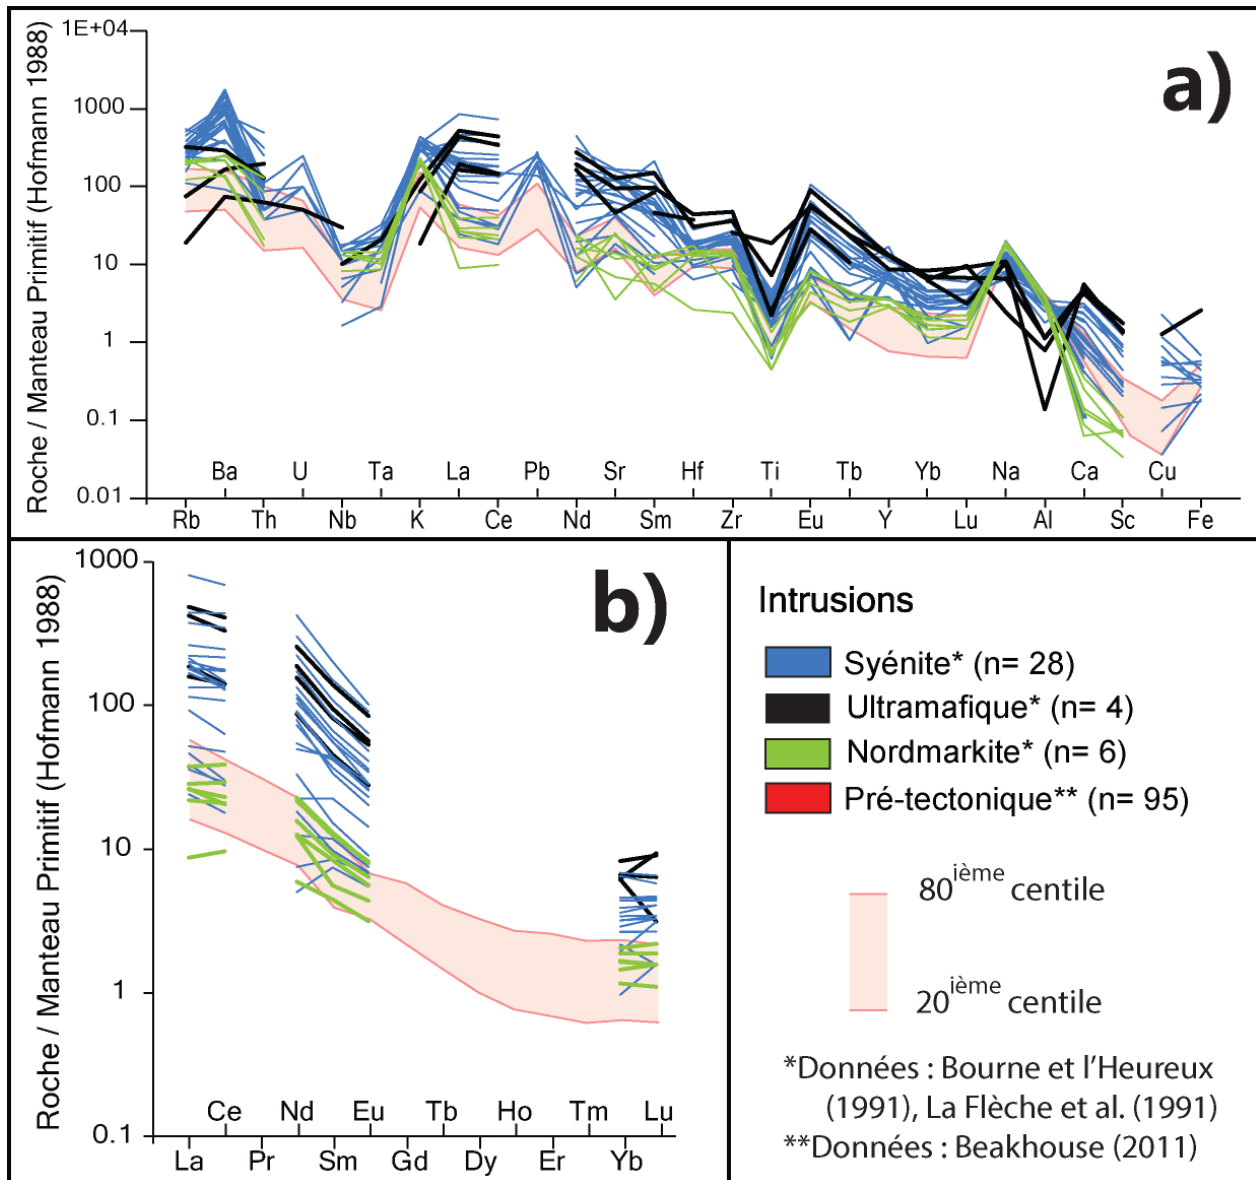 Roche / Manteau Primitif (Hofmann 1988)
1E+04
1000
100
10
1
0.1
0.01
a)
Ba U Ta La Pb Sr Hf Ti Tb Yb Na Ca Cu
Rb Th Nb K Ce Nd Sm Zr Eu Y Lu Al Sc Fe
Roche / Manteau Primitif (Hofmann 1988)
1000
100
10
1
0.1
b)
Ce Nd Eu Tb Ho Tm Lu
La Pr Sm Gd Dy Er Yb
Intrusions
Syénite* (n= 28)
Ultramafique* (n= 4)
Nordmarkite* (n= 6)
Pré-tectonique** (n= 95)
80ième centile
20ième centile
*Données : Bourne et l'Heureux
(1991), La Flèche et al. (1991)
**Données : Beakhouse (2011)